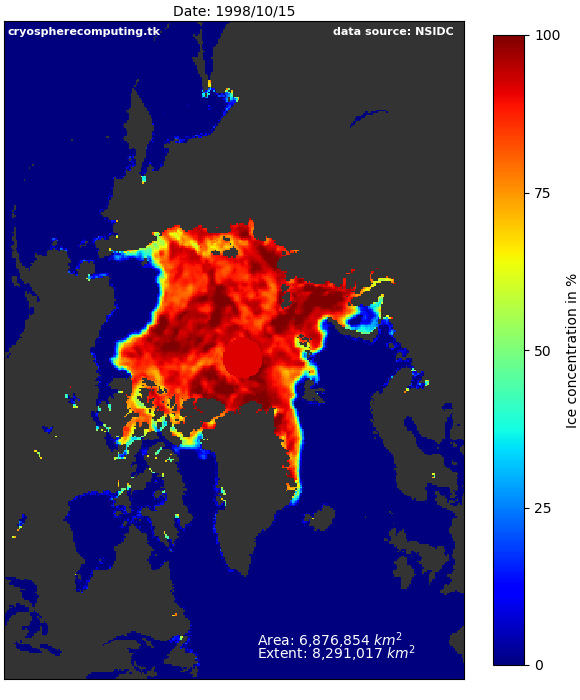 Date: 1998/10/15
cryospherecomputing.tk
data source: NSIDC
100
75
50
25
0
Ice concentration in %
Area: 6,876,854 km²
Extent: 8,291,017 km²